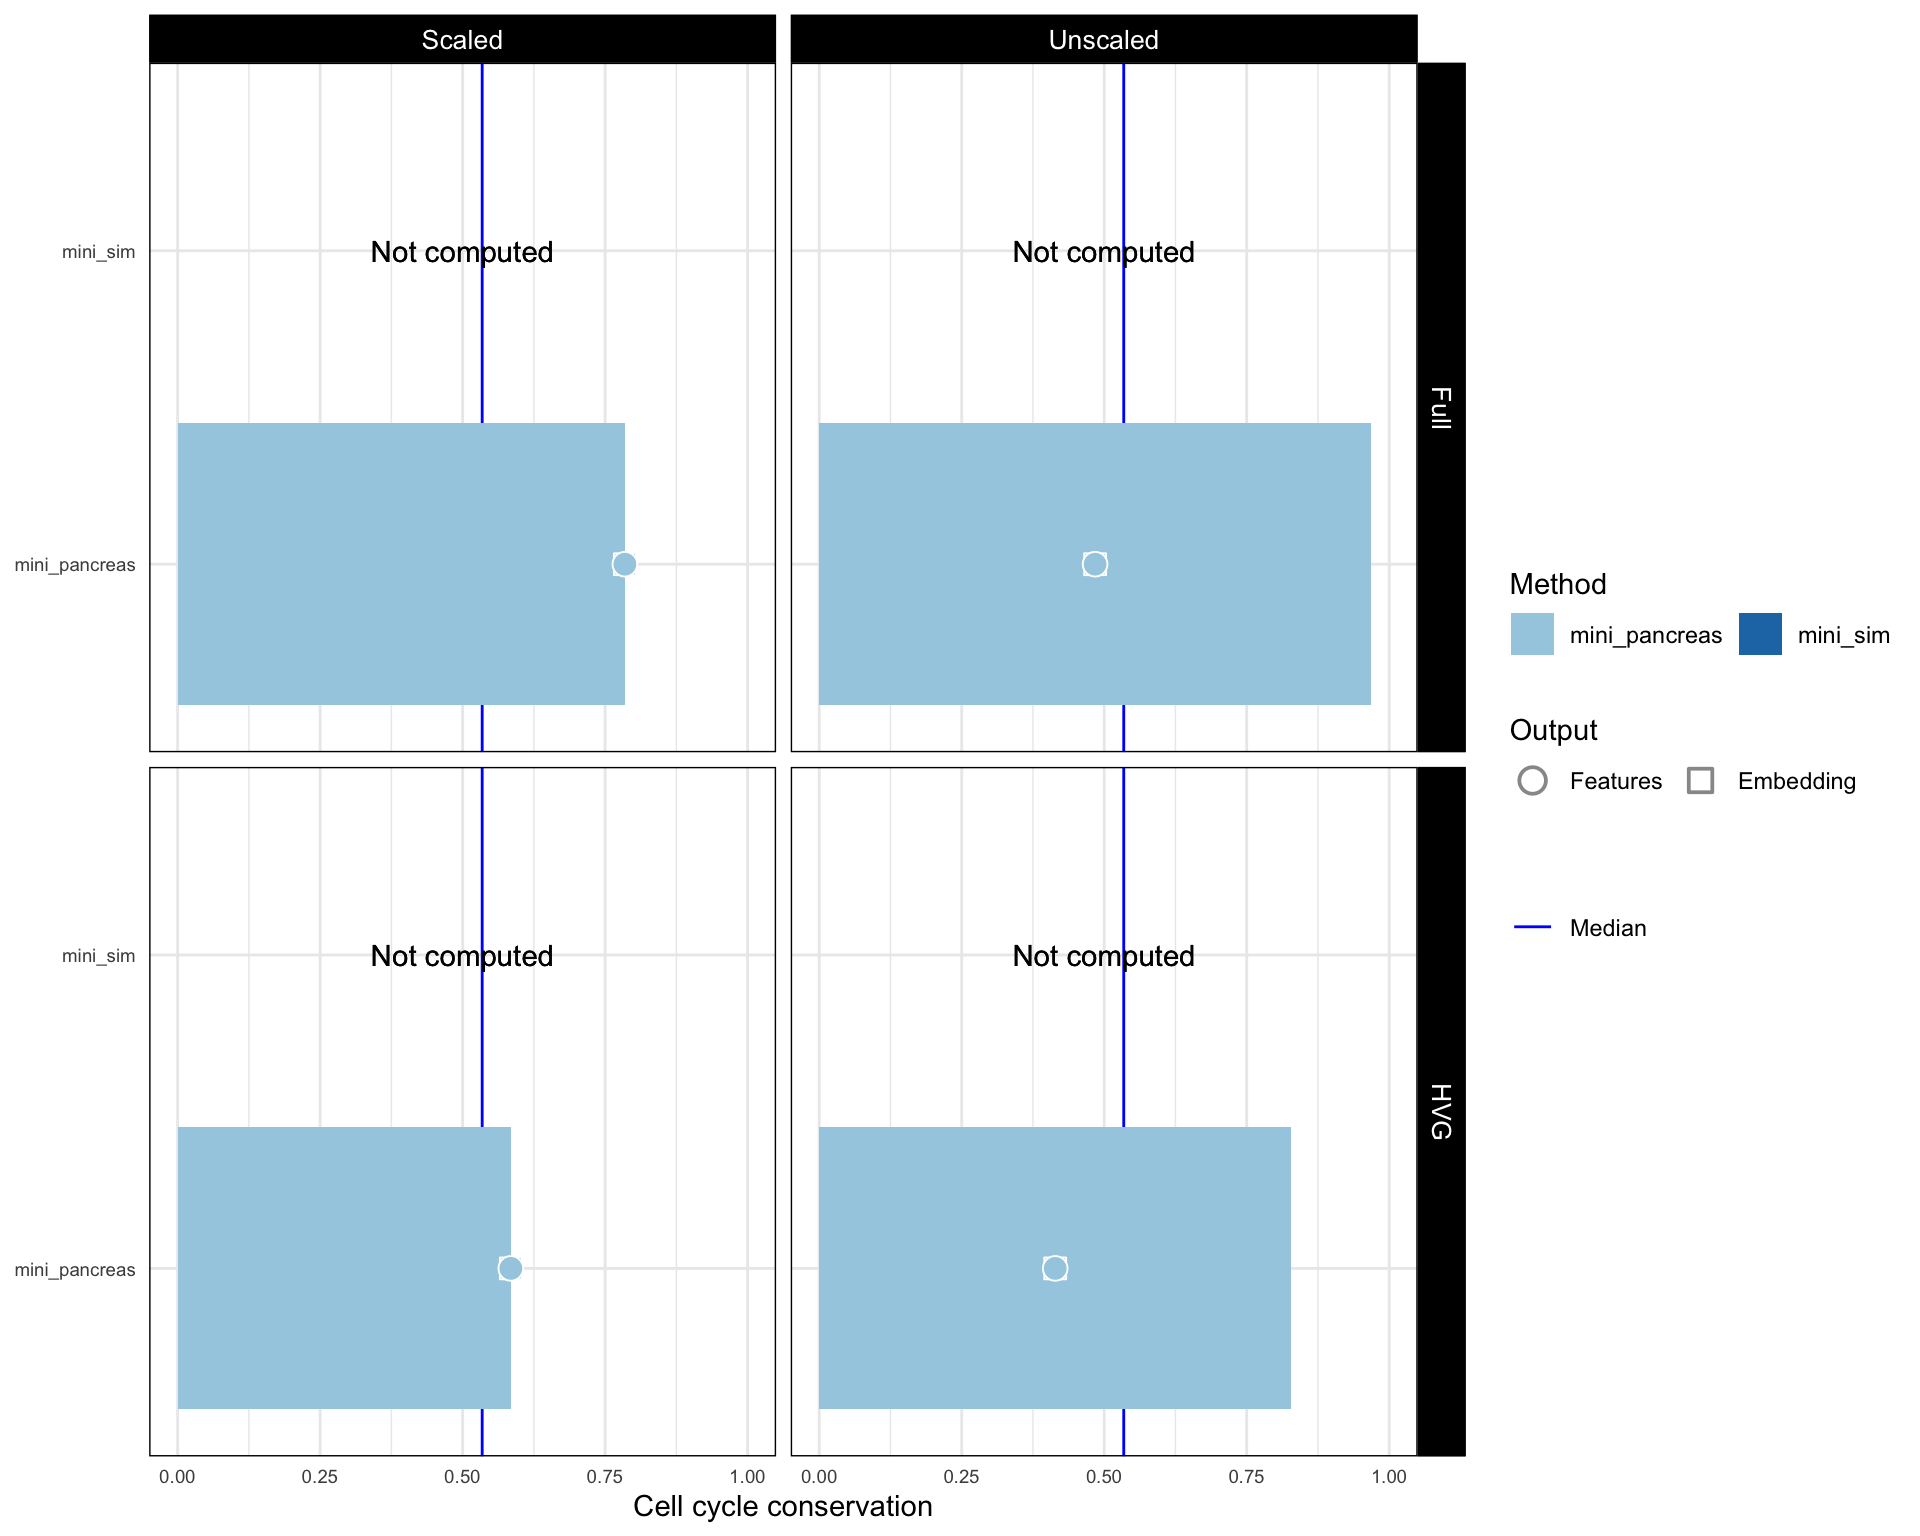 Scaled
Unscaled
mini_sim
Not computed
Not computed
mini_pancreas
Full
mini_sim
Not computed
Not computed
mini_pancreas
HVG
0.00 0.25 0.50 0.75 1.00
0.00 0.25 0.50 0.75 1.00
Cell cycle conservation
Method
mini_pancreas mini_sim
Output
Features Embedding
Median